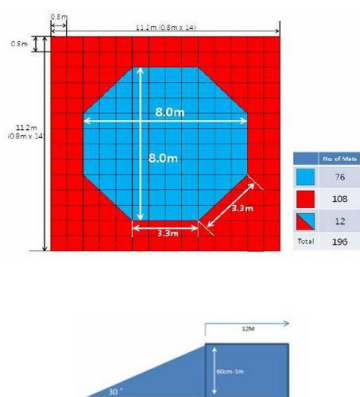 0.8m
11.2m (0.8m x 14)
0.8m
11.2m
(0.8m x 14)
8.0m
8.0m
3.3m
3.3m
No. of Mats
76
108
12
Total 196
12M
60cm-1m
30 °